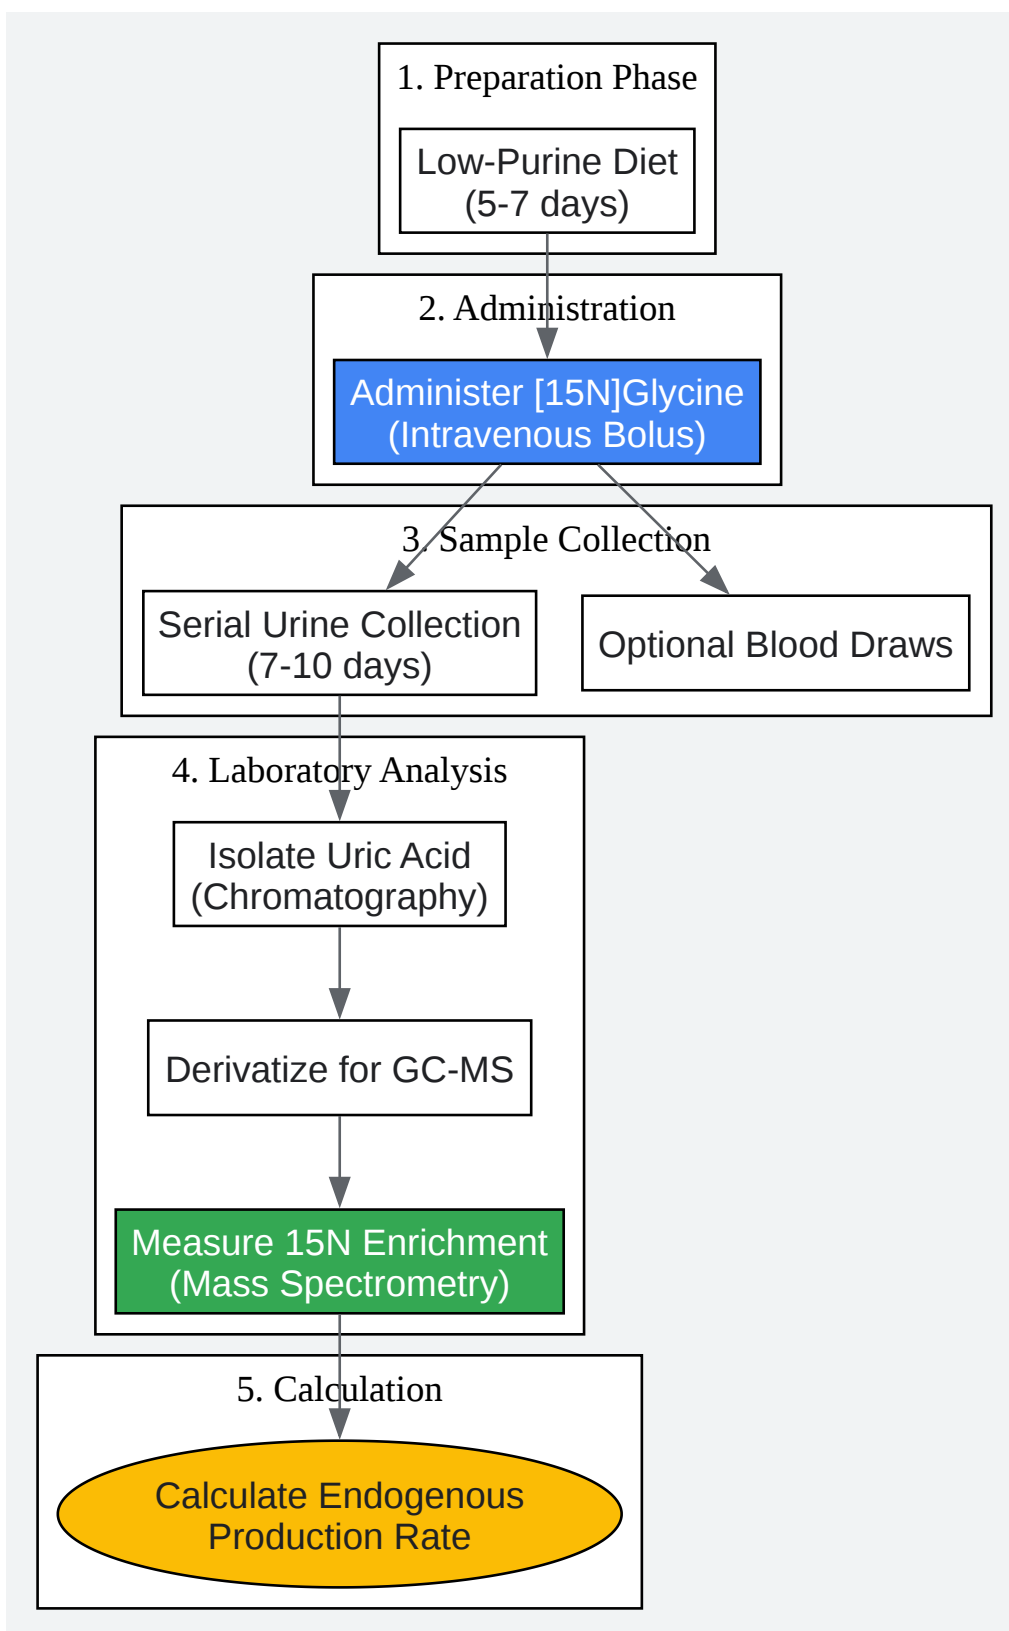 1. Preparation Phase
Low-Purine Diet
(5-7 days)
2. Administration
Administer [15N]Glycine
(Intravenous Bolus)
3. Sample Collection
Serial Urine Collection
(7-10 days)
Optional Blood Draws
4. Laboratory Analysis
Isolate Uric Acid
(Chromatography)
Derivatize for GC-MS
Measure 15N Enrichment
(Mass Spectrometry)
5. Calculation
Calculate Endogenous
Production Rate